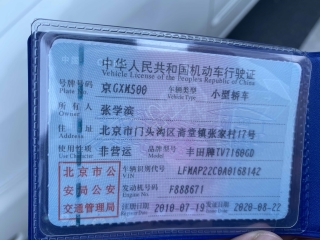 中华人民共和国机动车行驶证
Vehicle License of the People's Republic of China
号牌号码 京GXM500 车辆类型 小型轿车
Plate No. Vehicle Type
所有人 张学滨
Owner
住址 北京市门头沟区斋堂镇张家村17号
Address
使用性质 非营运 品牌型号 丰田牌TV7160GD
Use Character Model
北京市公安局公安交通管理局
车辆识别代号 LFMAP22C0A0168142
VIN
发动机号码 F888671
Engine No.
注册日期 2010-07-19 发证日期 2020-08-22